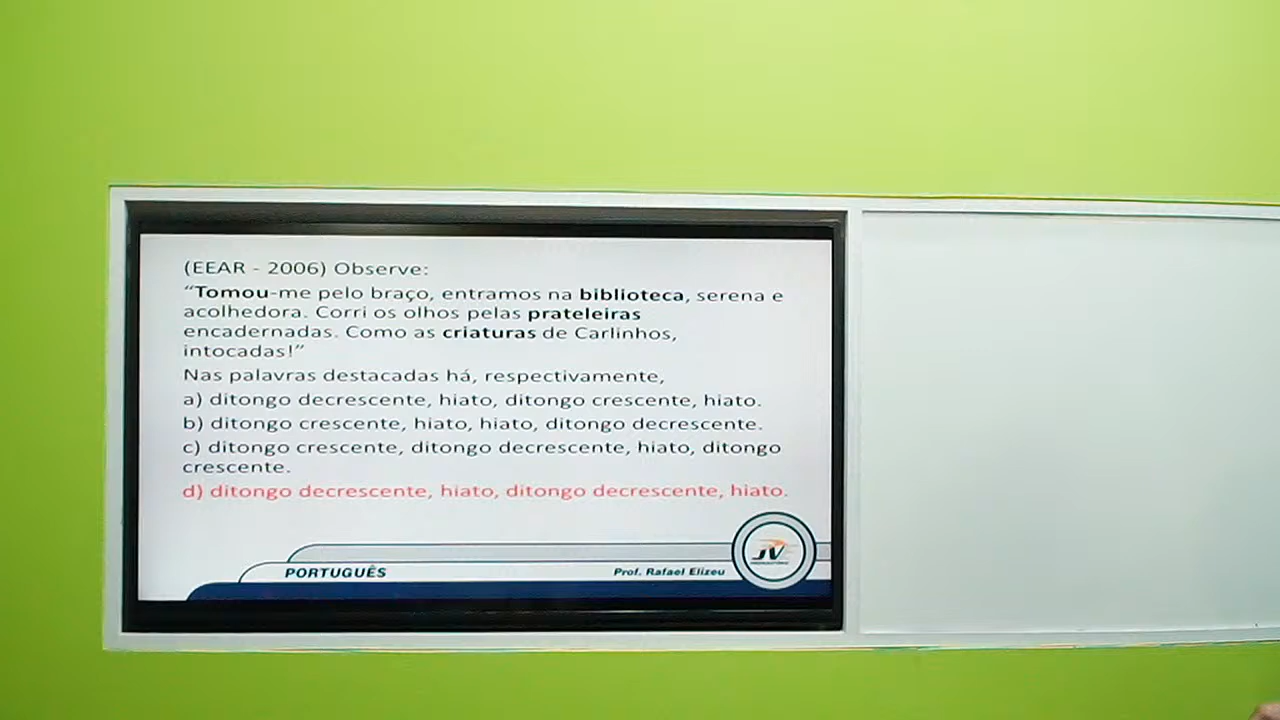 (EEAR - 2006) Observe:
“Tomou-me pelo braço, entramos na biblioteca, serena e
acolhedora. Corri os olhos pelas prateleiras
encadernadas. Como as criaturas de Carlinhos,
intocadas!”
Nas palavras destacadas há, respectivamente,
a) ditongo decrescente, hiato, ditongo crescente, hiato.
b) ditongo crescente, hiato, hiato, ditongo decrescente.
c) ditongo crescente, ditongo decrescente, hiato, ditongo
crescente.
d) ditongo decrescente, hiato, ditongo decrescente, hiato.
JV
PORTUGUÊS
Prof. Rafael Elizeu